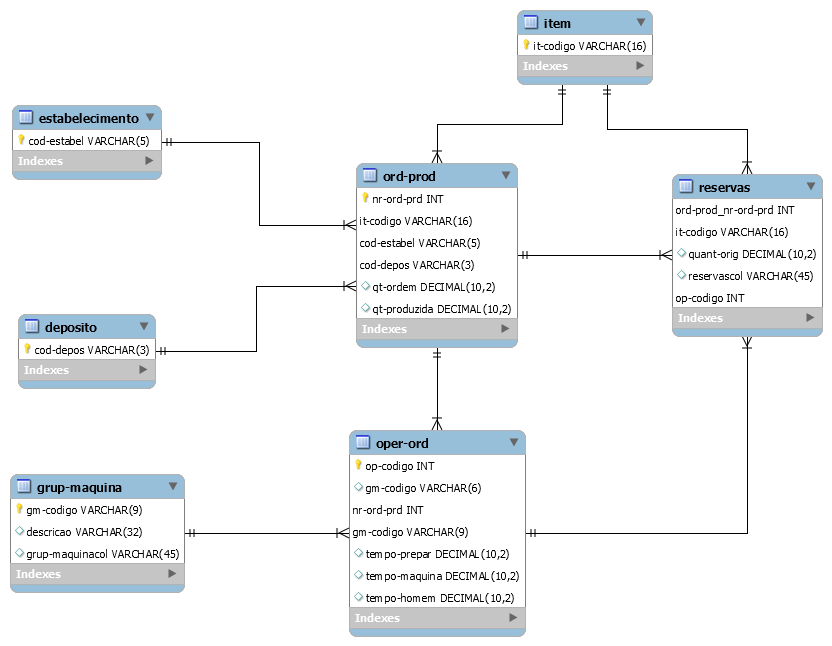 item
it-codigo VARCHAR(16)
Indexes
estabelecimento
cod-estabel VARCHAR(5)
Indexes
ord-prod
nr-ord-prd INT
it-codigo VARCHAR(16)
cod-estabel VARCHAR(5)
cod-depos VARCHAR(3)
qt-ordem DECIMAL(10,2)
qt-produzida DECIMAL(10,2)
Indexes
reservas
ord-prod_nr-ord-prd INT
it-codigo VARCHAR(16)
quant-orig DECIMAL(10,2)
reservascol VARCHAR(45)
op-codigo INT
Indexes
deposito
cod-depos VARCHAR(3)
Indexes
oper-ord
op-codigo INT
gm-codigo VARCHAR(6)
nr-ord-prd INT
gm-codigo VARCHAR(9)
tempo-prepar DECIMAL(10,2)
tempo-maquina DECIMAL(10,2)
tempo-homem DECIMAL(10,2)
Indexes
grup-maquina
gm-codigo VARCHAR(9)
descricao VARCHAR(32)
grup-maquinacol VARCHAR(45)
Indexes